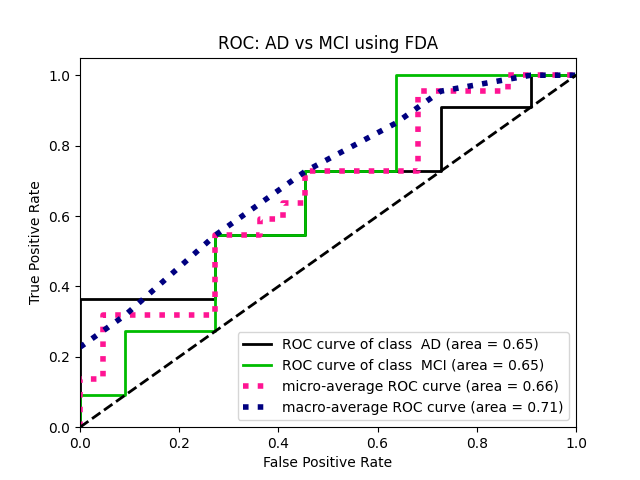 ROC: AD vs MCI using FDA
True Positive Rate
1.0
0.8
0.6
0.4
0.2
0.0
ROC curve of class  AD (area = 0.65)
ROC curve of class  MCI (area = 0.65)
micro-average ROC curve (area = 0.66)
macro-average ROC curve (area = 0.71)
0.0 0.2 0.4 0.6 0.8 1.0
False Positive Rate